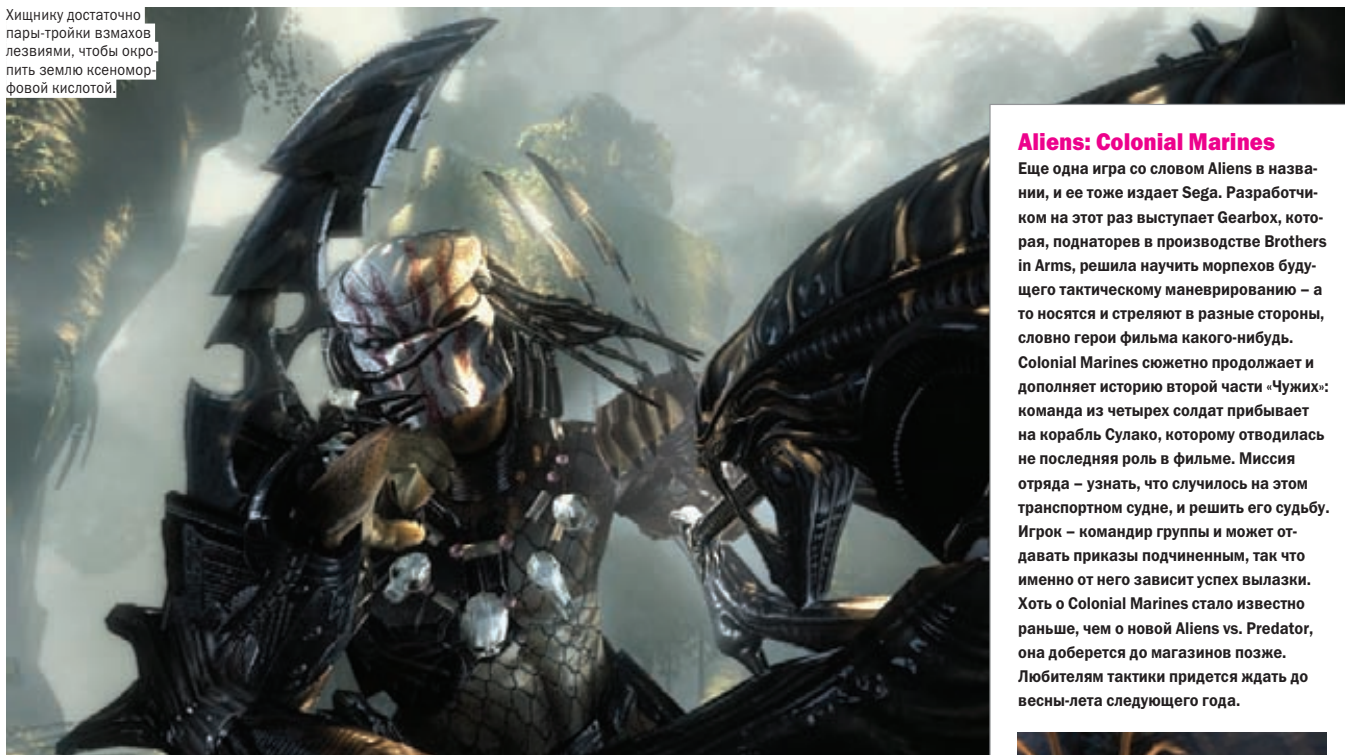 Хищнику достаточно
пары-тройки взмахов
лезвиями, чтобы окро-
пить землю ксеномор-
фовой кислотой.
Aliens: Colonial Marines
Еще одна игра со словом Aliens в назва-
нии, и ее тоже издает Sega. Разработчи-
ком на этот раз выступает Gearbox, кото-
рая, поднаторев в производстве Brothers
in Arms, решила научить морпехов буду-
щего тактическому маневрированию – а
то носятся и стреляют в разные стороны,
словно герои фильма какого-нибудь.
Colonial Marines сюжетно продолжает и
дополняет историю второй части «Чужих»:
команда из четырех солдат прибывает
на корабль Сулако, которому отводилась
не последняя роль в фильме. Миссия
отряда – узнать, что случилось на этом
транспортном судне, и решить его судьбу.
Игрок – командир группы и может от-
давать приказы подчиненным, так что
именно от него зависит успех вылазки.
Хоть о Colonial Marines стало известно
раньше, чем о новой Aliens vs. Predator,
она доберется до магазинов позже.
Любителям тактики придется ждать до
весны-лета следующего года.